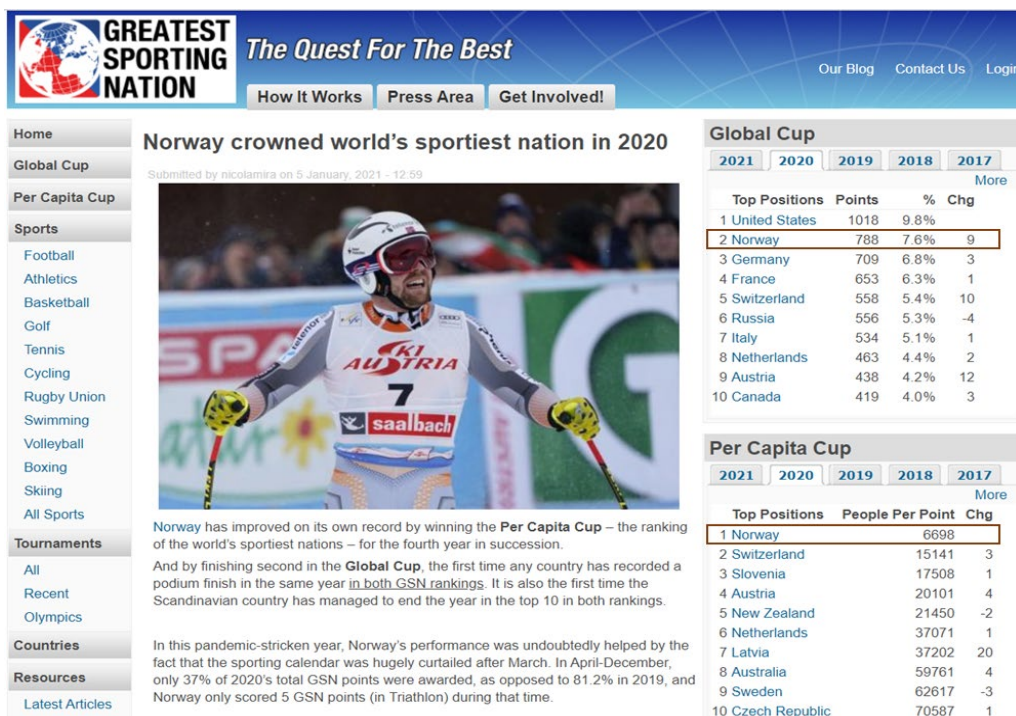 GREATEST
SPORTING
NATION
The Quest For The Best
Our Blog Contact Us Login
How It Works Press Area Get Involved!
Home
Global Cup
Per Capita Cup
Sports
Football
Athletics
Basketball
Golf
Tennis
Cycling
Rugby Union
Swimming
Volleyball
Boxing
Skiing
All Sports
Tournaments
All
Recent
Olympics
Countries
Resources
Latest Articles
Norway crowned world's sportiest nation in 2020
Submitted by nicolamira on 5 January, 2021 - 12:59
SPA
SKI
AUSTRIA
7
saalbach
telenor
natur
G
Norway has improved on its own record by winning the Per Capita Cup – the ranking
of the world's sportiest nations – for the fourth year in succession.
And by finishing second in the Global Cup, the first time any country has recorded a
podium finish in the same year in both GSN rankings. It is also the first time the
Scandinavian country has managed to end the year in the top 10 in both rankings.
In this pandemic-stricken year, Norway's performance was undoubtedly helped by the
fact that the sporting calendar was hugely curtailed after March. In April-December,
only 37% of 2020's total GSN points were awarded, as opposed to 81.2% in 2019, and
Norway only scored 5 GSN points (in Triathlon) during that time.
Global Cup
2021 2020 2019 2018 2017
More
Top Positions Points % Chg
1 United States 1018 9.8%
2 Norway 788 7.6% 9
3 Germany 709 6.8% 3
4 France 653 6.3% 1
5 Switzerland 558 5.4% 10
6 Russia 556 5.3% -4
7 Italy 534 5.1% 1
8 Netherlands 463 4.4% 2
9 Austria 438 4.2% 12
10 Canada 419 4.0% 3
Per Capita Cup
2021 2020 2019 2018 2017
More
Top Positions People Per Point Chg
1 Norway 6698
2 Switzerland 15141 3
3 Slovenia 17508 1
4 Austria 20101 4
5 New Zealand 21450 -2
6 Netherlands 37071 1
7 Latvia 37202 20
8 Australia 59761 4
9 Sweden 62617 -3
10 Czech Republic 70587 1